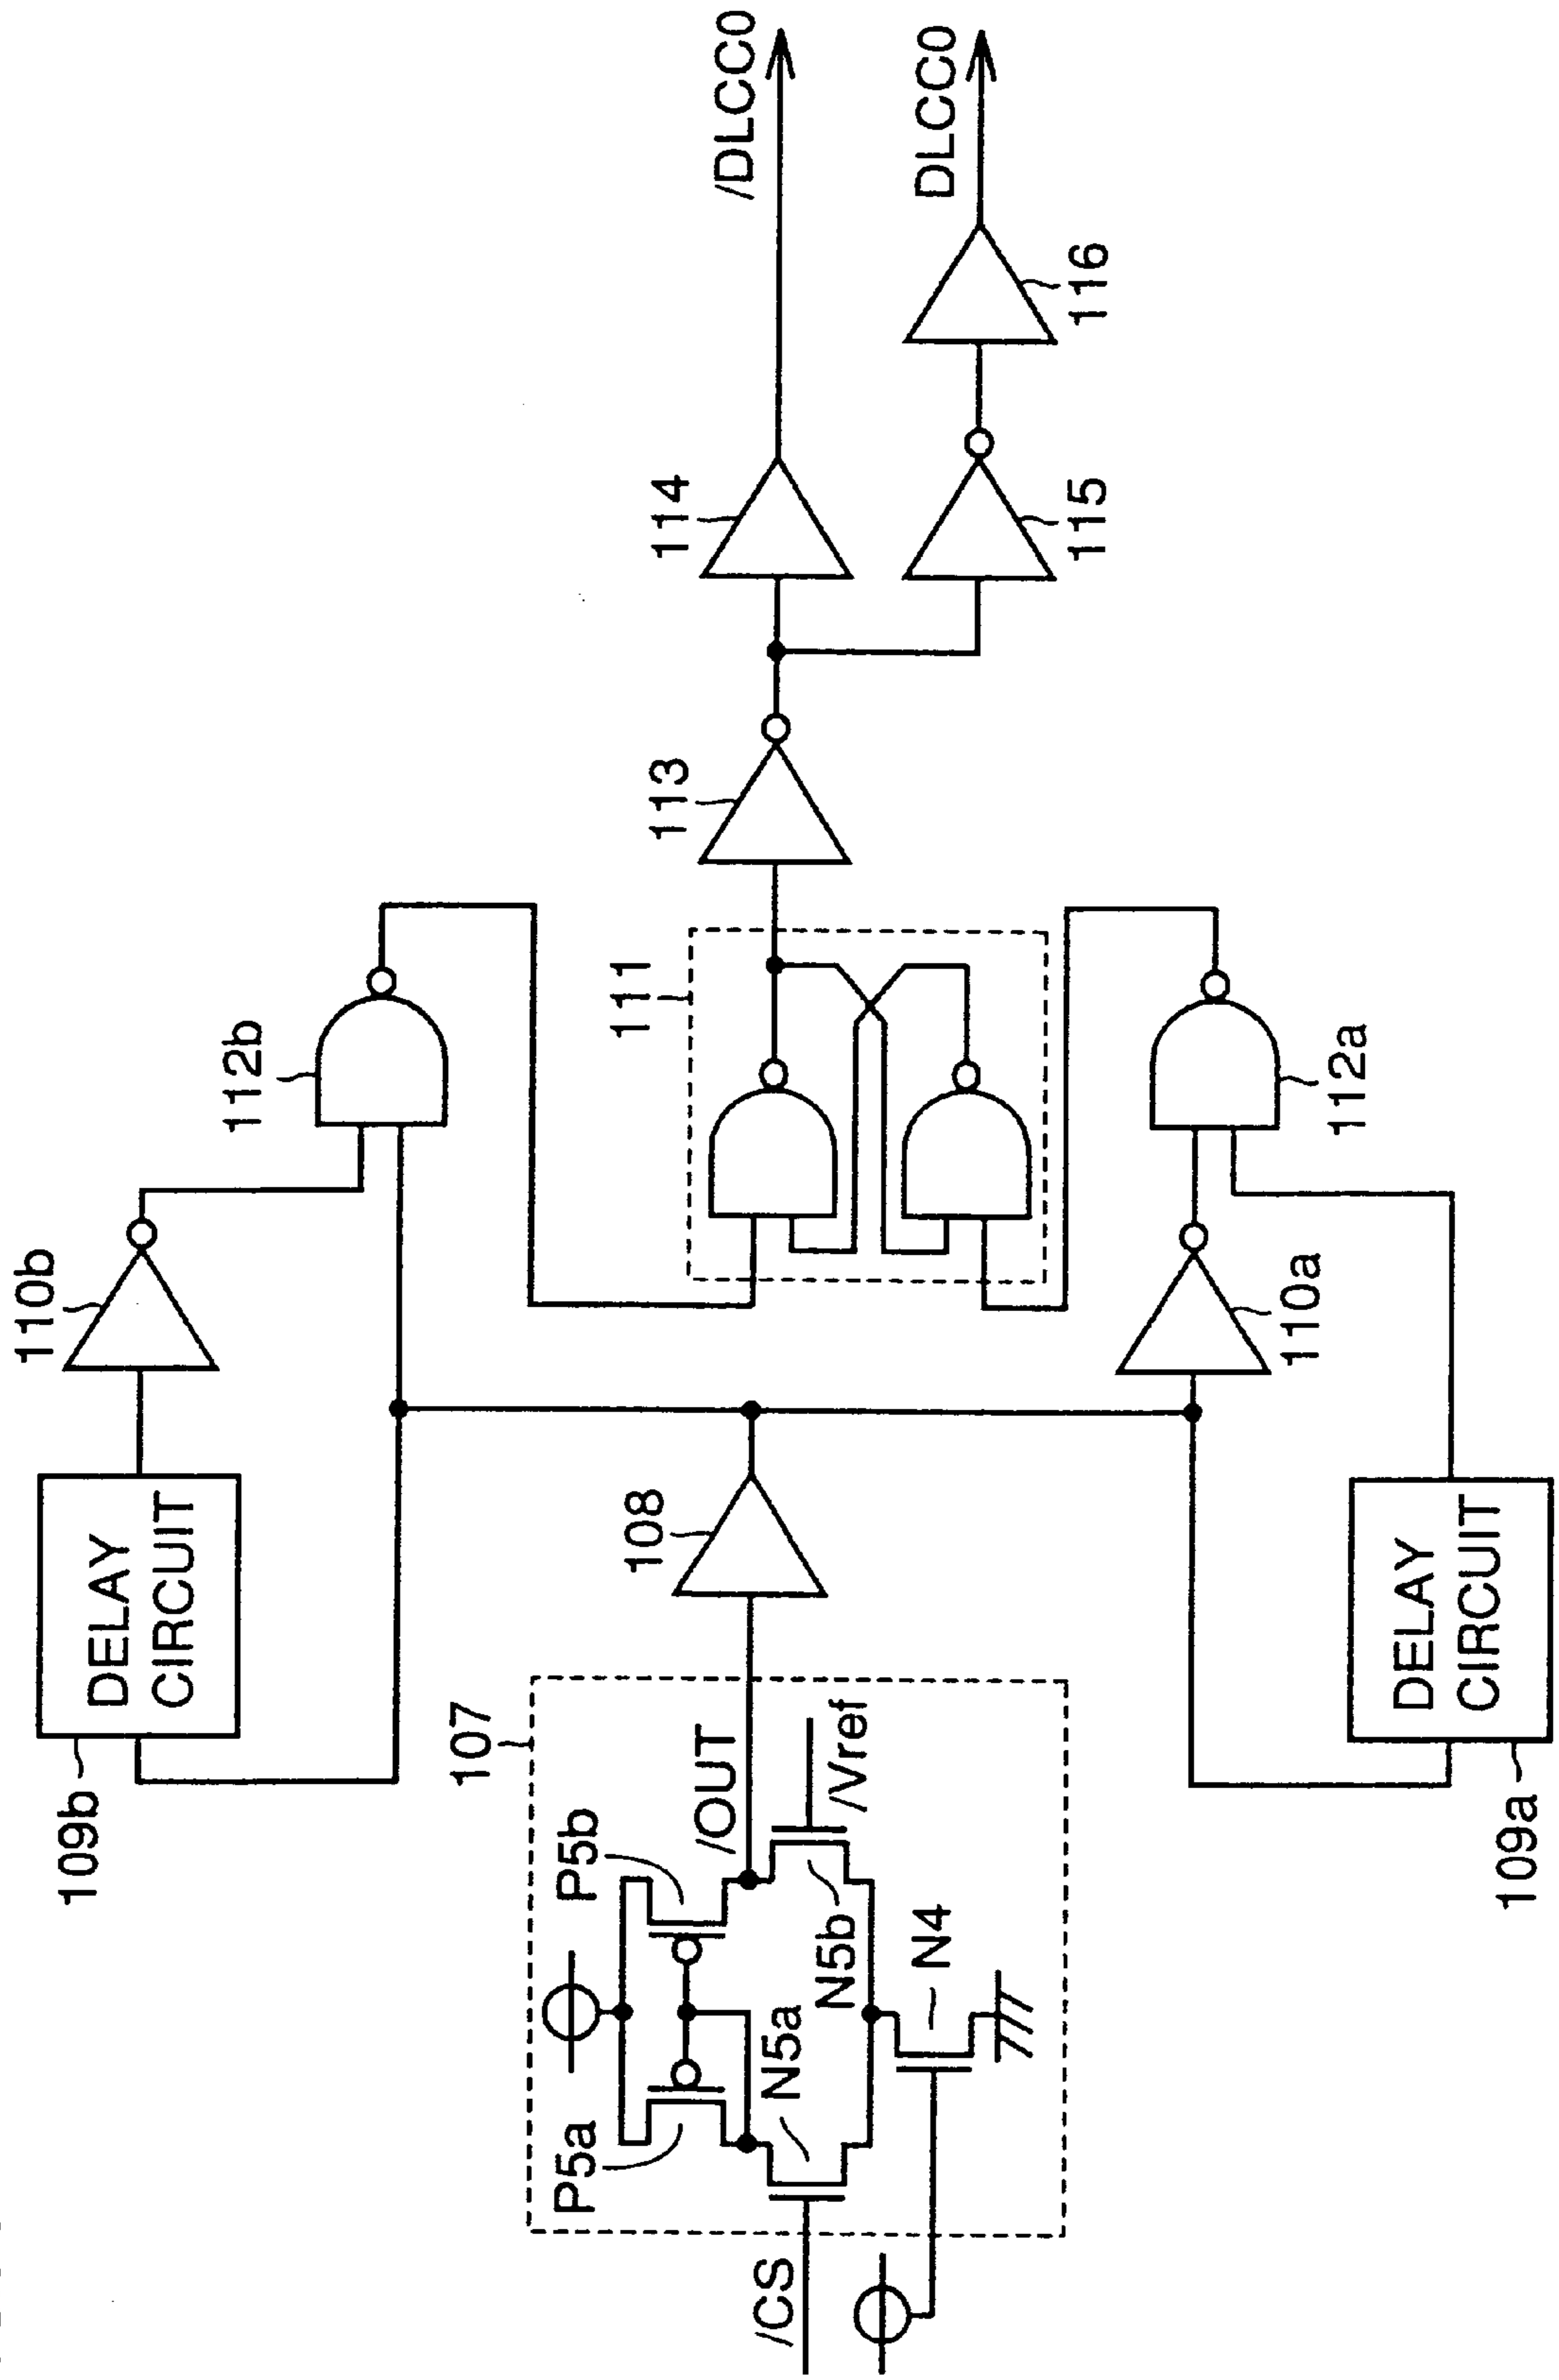 109b
DELAY
CIRCUIT
110b
112b
/CS
107
P5a
P5b
/OUT
N5a
N5b
/Vref
N4
108
111
113
114
/DLCC0
115
116
DLCC0
109a
DELAY
CIRCUIT
110a
112a